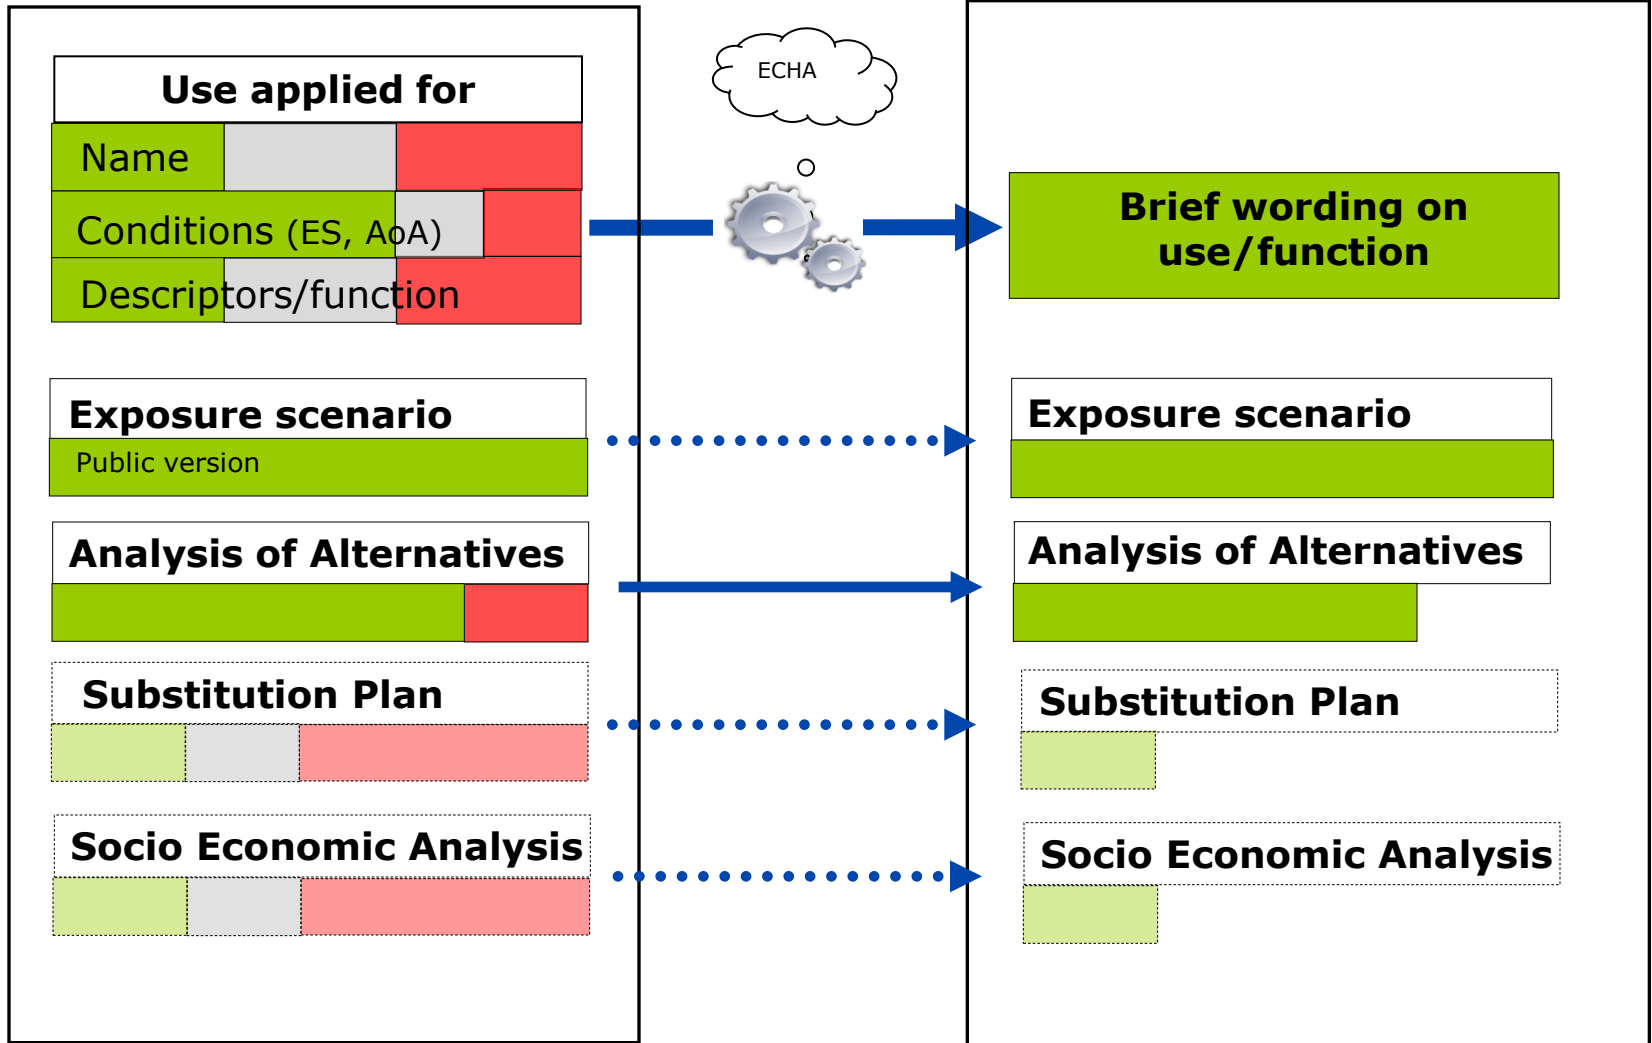 Use applied for
Name
Conditions (ES, AoA)
Descriptors/function
Exposure scenario
Public version
Analysis of Alternatives
Substitution Plan
Socio Economic Analysis
ECHA
Brief wording on
use/function
Exposure scenario
Analysis of Alternatives
Substitution Plan
Socio Economic Analysis